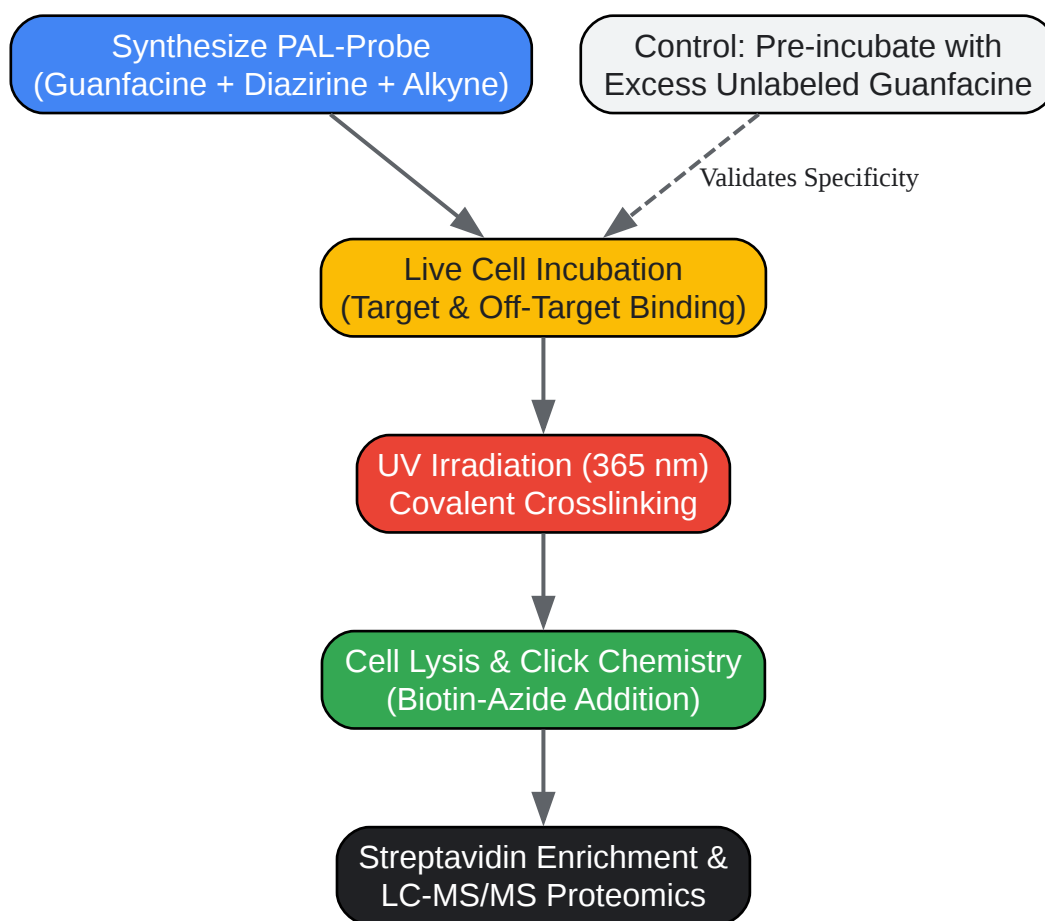 Synthesize PAL-Probe
(Guanfacine + Diazirine + Alkyne)
Control: Pre-incubate with
Excess Unlabeled Guanfacine
Validates Specificity
Live Cell Incubation
(Target & Off-Target Binding)
UV Irradiation (365 nm)
Covalent Crosslinking
Cell Lysis & Click Chemistry
(Biotin-Azide Addition)
Streptavidin Enrichment &
LC-MS/MS Proteomics